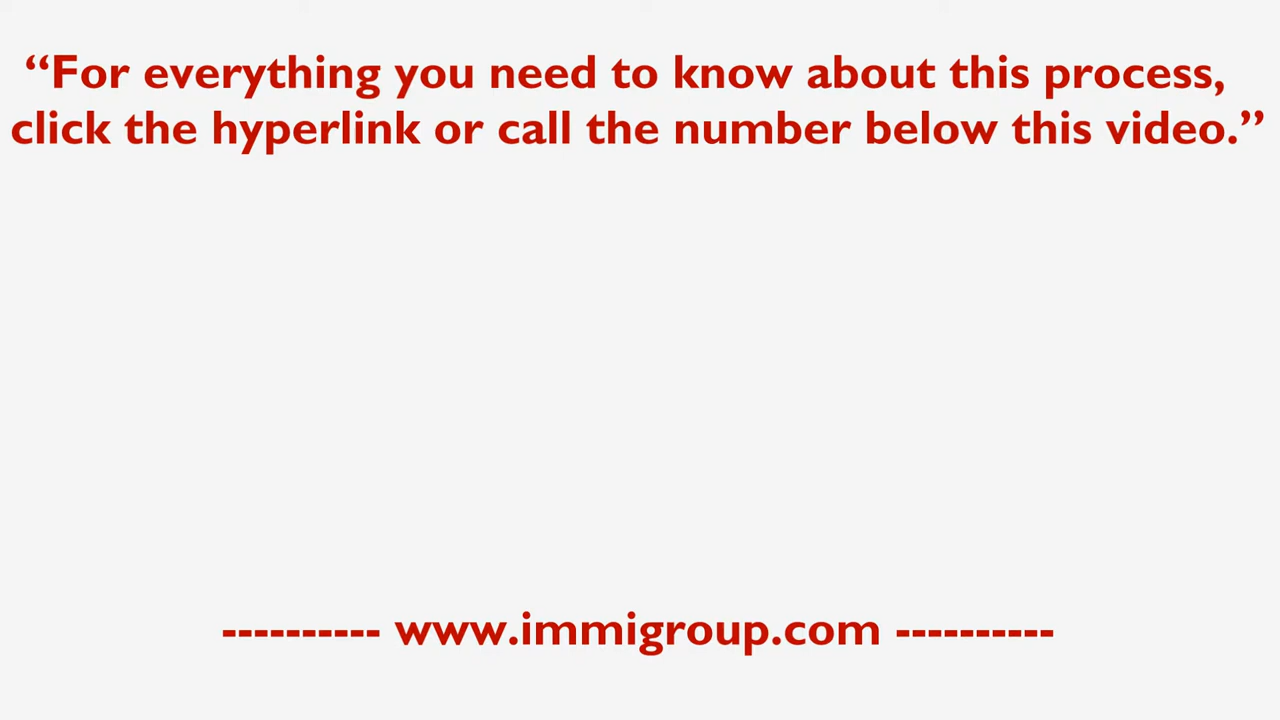 “For everything you need to know about this process,
click the hyperlink or call the number below this video.”
---------- www.immigroup.com ----------